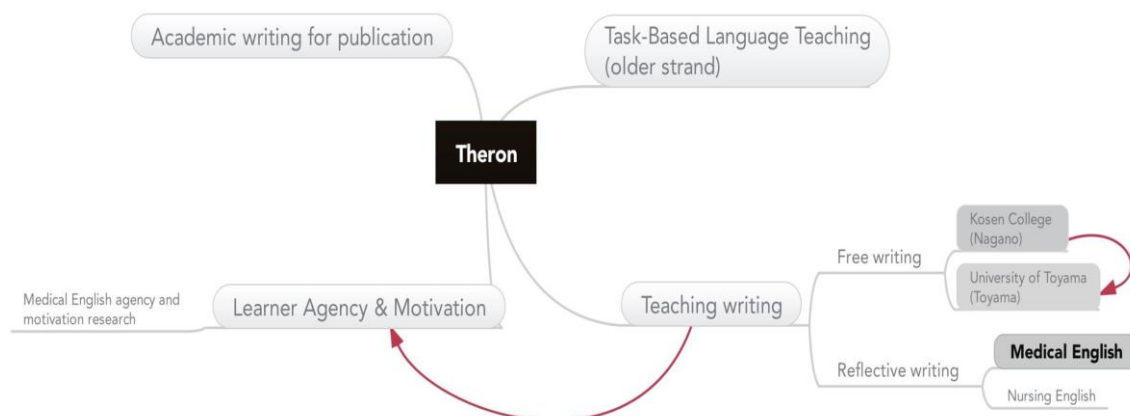 Academic writing for publication
Task-Based Language Teaching
(older strand)
Theron
Kosen College
(Nagano)
Free writing
University of Toyama
(Toyama)
Medical English agency and
motivation research
Learner Agency & Motivation
Teaching writing
Medical English
Reflective writing
Nursing English